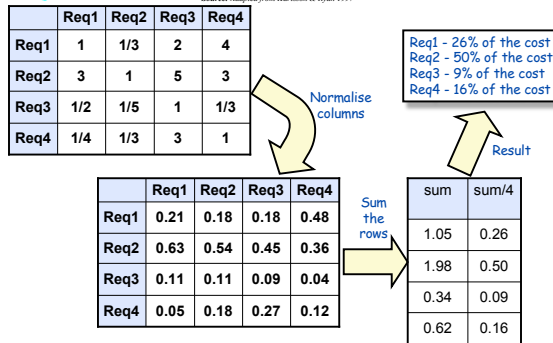 Source: Adapted from Karlsson & Ryan 1997
Req1 Req2 Req3 Req4
Req1 1 1/3 2 4
Req2 3 1 5 3
Req3 1/2 1/5 1 1/3
Req4 1/4 1/3 3 1
Normalise
columns
Req1 - 26% of the cost
Req2 - 50% of the cost
Req3 - 9% of the cost
Req4 - 16% of the cost
Result
Req1 Req2 Req3 Req4
Req1 0.21 0.18 0.18 0.48
Req2 0.63 0.54 0.45 0.36
Req3 0.11 0.11 0.09 0.04
Req4 0.05 0.18 0.27 0.12
Sum
the
rows
sum sum/4
1.05 0.26
1.98 0.50
0.34 0.09
0.62 0.16